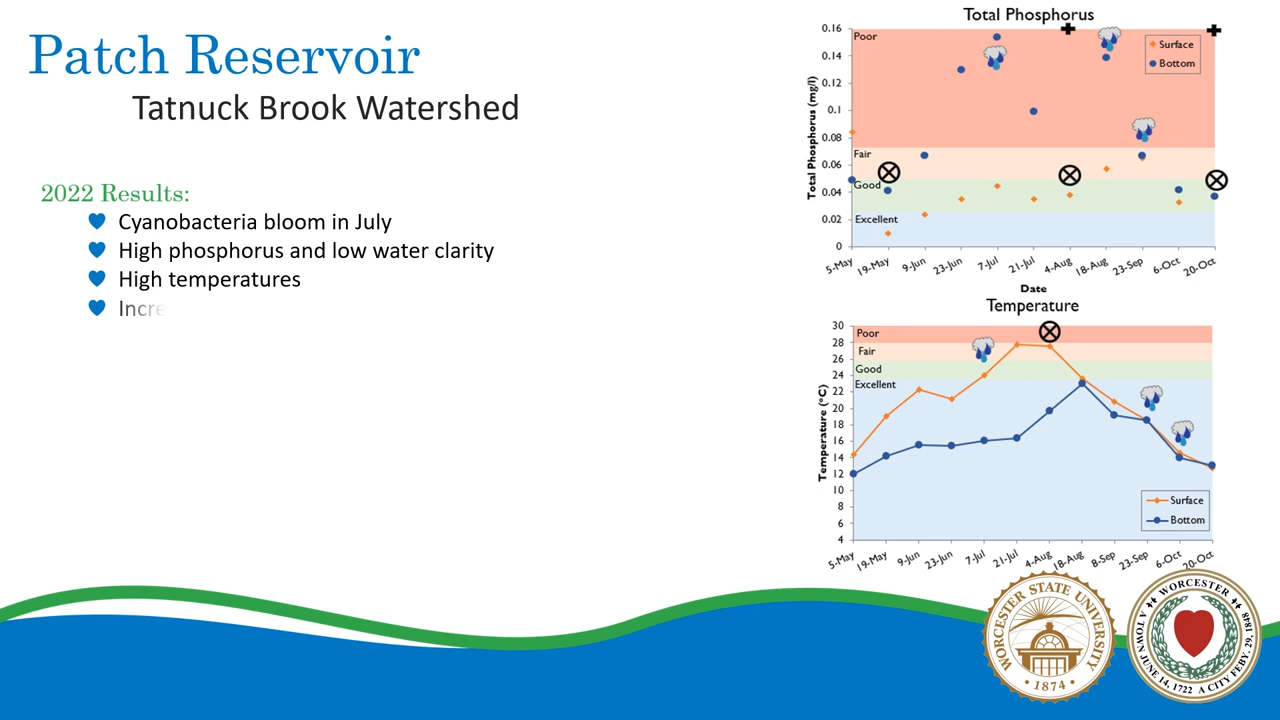 Patch Reservoir
Tatnuck Brook Watershed
2022 Results:
Cyanobacteria bloom in July
High phosphorus and low water clarity
High temperatures
Incre
Total Phosphorus
Total Phosphorus (mg/l)
0.16
0.14
0.12
0.1
0.08
0.06
0.04
0.02
0
Poor
Fair
Good
Excellent
Surface
Bottom
5-May
19-May
9-Jun
23-Jun
7-Jul
21-Jul
4-Aug
18-Aug
23-Sep
6-Oct
20-Oct
Date
Temperature
Temperature (°C)
30
28
26
24
22
20
18
16
14
12
10
8
6
4
Poor
Fair
Good
Excellent
Surface
Bottom
5-May
19-May
9-Jun
23-Jun
7-Jul
21-Jul
4-Aug
18-Aug
8-Sep
23-Sep
6-Oct
20-Oct
WORCESTER STATE UNIVERSITY
• 1874 •
WORCESTER
A TOWN JUNE 14, 1722 A CITY FEBY. 29, 1848